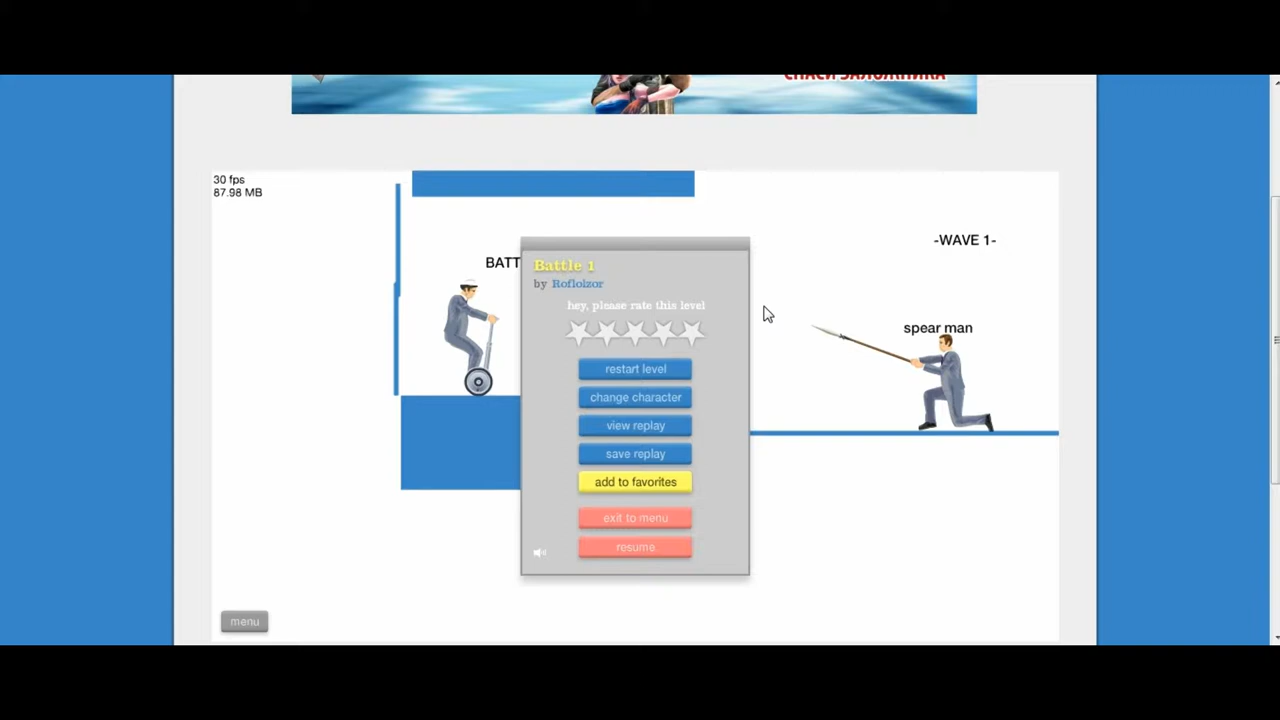 СПАСИ ЗАЛОЖНИКА
30 fps
87.98 MB
-WAVE 1-
BATT
Battle 1
by Roflolzor
hey, please rate this level
spear man
restart level
change character
view replay
save replay
add to favorites
exit to menu
resume
menu